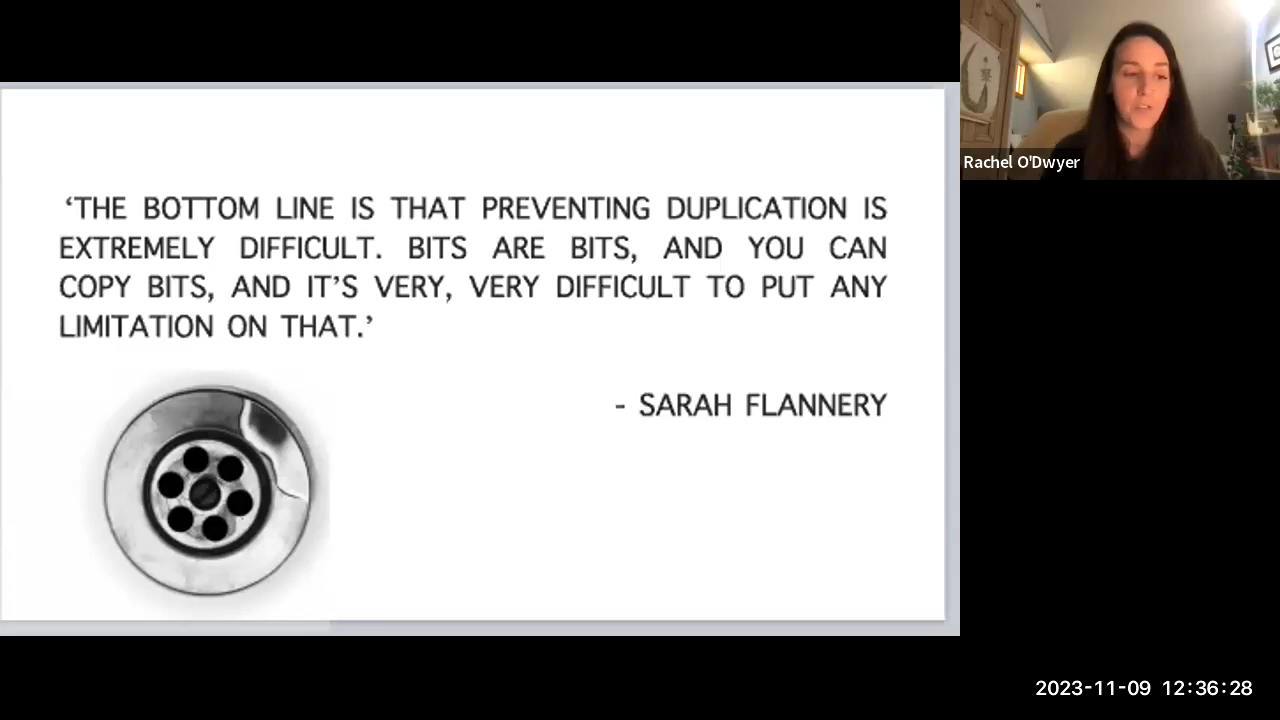 ‘THE BOTTOM LINE IS THAT PREVENTING DUPLICATION IS
EXTREMELY DIFFICULT. BITS ARE BITS, AND YOU CAN
COPY BITS, AND IT’S VERY, VERY DIFFICULT TO PUT ANY
LIMITATION ON THAT.’
- SARAH FLANNERY
Rachel O'Dwyer
2023-11-09 12:36:28